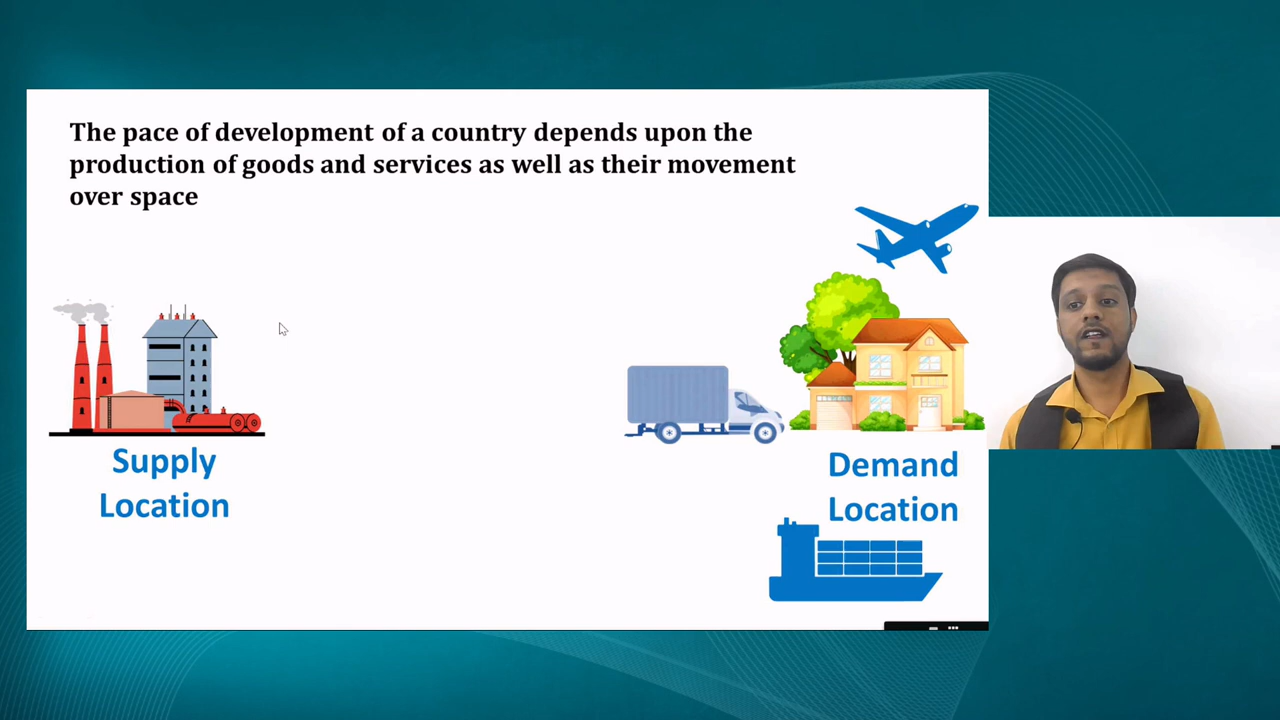 The pace of development of a country depends upon the
production of goods and services as well as their movement
over space
Supply
Location
Demand
Location